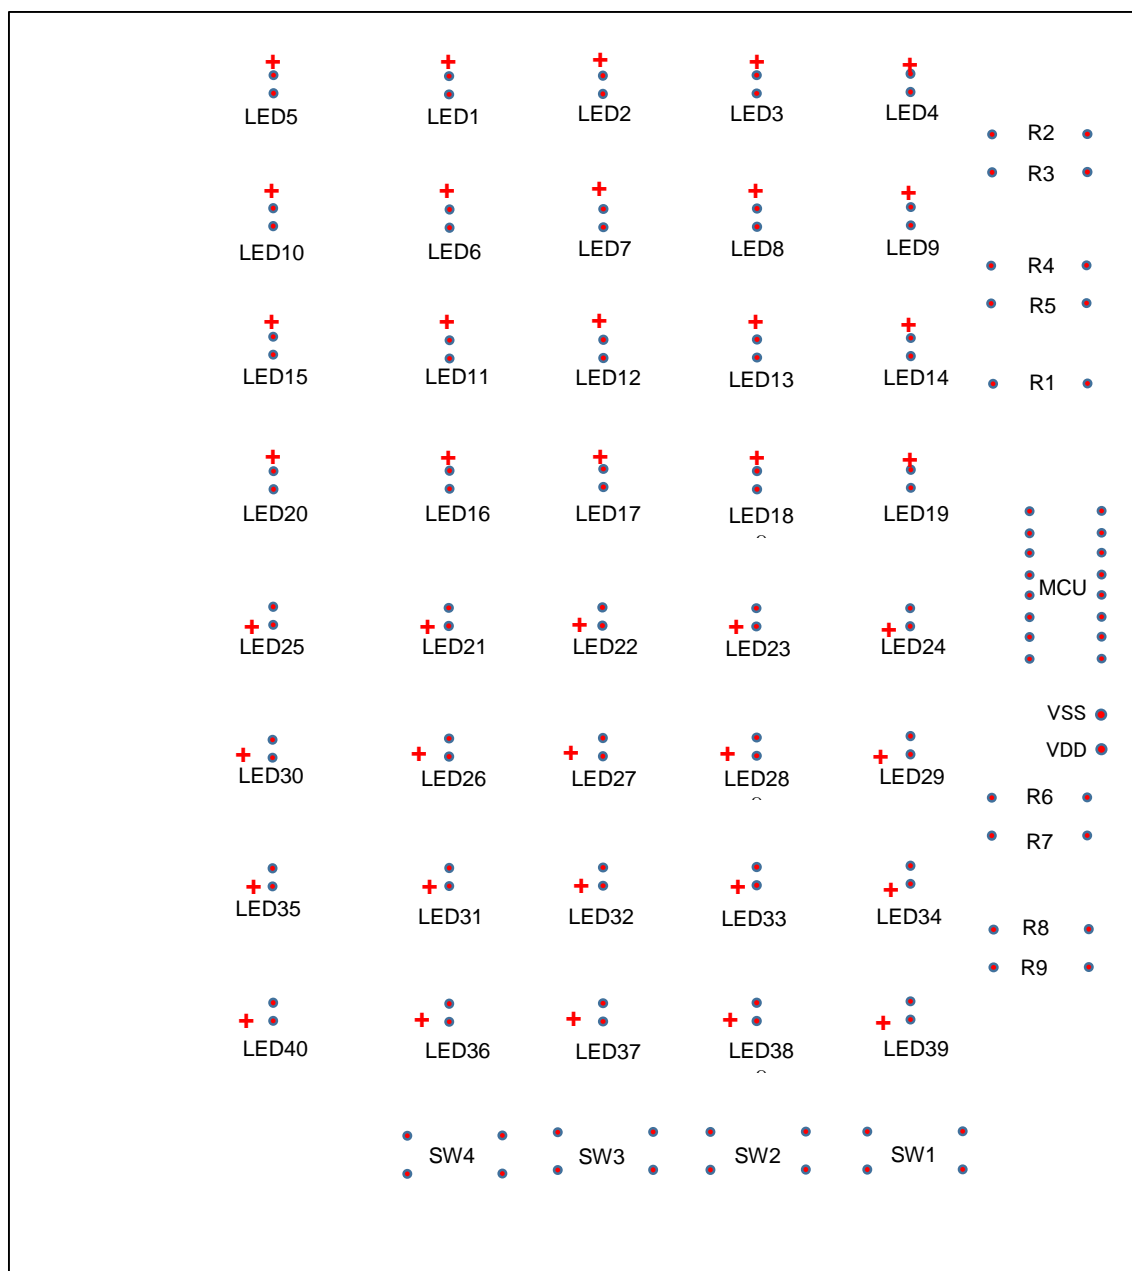 LED5 LED1 LED2 LED3 LED4
R2
R3
LED10 LED6 LED7 LED8 LED9
R4
R5
LED15 LED11 LED12 LED13 LED14
R1
LED20 LED16 LED17 LED18 LED19
MCU
LED25 LED21 LED22 LED23 LED24
VSS
VDD
LED30 LED26 LED27 LED28 LED29
R6
R7
LED35 LED31 LED32 LED33 LED34
R8
R9
LED40 LED36 LED37 LED38 LED39
SW4 SW3 SW2 SW1